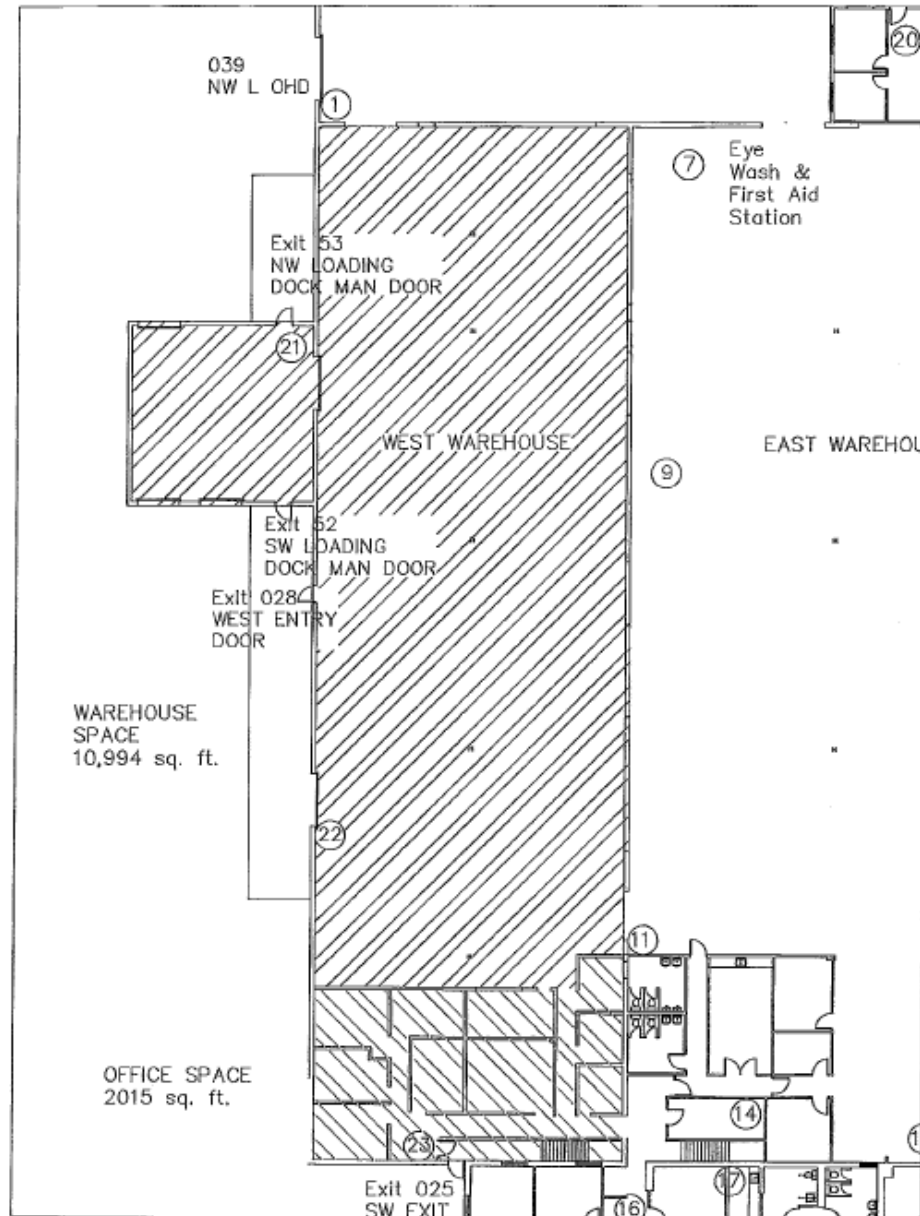 20
039
NW L OHD
1
7
Eye
Wash &
First Aid
Station
Exit 53
NW LOADING
DOCK MAN DOOR
21
WEST WAREHOUSE
EAST WAREHOU
9
Exit 52
SW LOADING
DOCK MAN DOOR
Exit 028
WEST ENTRY
DOOR
WAREHOUSE
SPACE
10,994 sq. ft.
22
11
OFFICE SPACE
2015 sq. ft.
14
23
17
Exit 025
SW EXIT
16